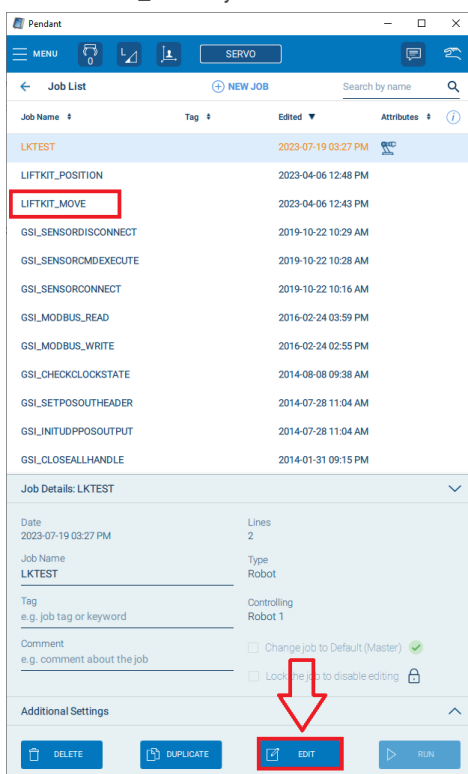 Pendant
MENU 0 L SERVO
Job List NEW JOB Search by name
Job Name Tag Edited Attributes i
LKTEST 2023-07-19 03:27 PM
LIFTKIT_POSITION 2023-04-06 12:48 PM
LIFTKIT_MOVE 2023-04-06 12:43 PM
GSI_SENSORDISCONNECT 2019-10-22 10:29 AM
GSI_SENSORCMDEXECUTE 2019-10-22 10:28 AM
GSI_SENSORCONNECT 2019-10-22 10:16 AM
GSI_MODBUS_READ 2016-02-24 03:59 PM
GSI_MODBUS_WRITE 2016-02-24 02:55 PM
GSI_CHECKCLOCKSTATE 2014-08-08 09:38 AM
GSI_SETPOSOUTHEADER 2014-07-28 11:04 AM
GSI_INITUDPPOSOUTPUT 2014-07-28 11:04 AM
GSI_CLOSEALLHANDLE 2014-01-31 09:15 PM
Job Details: LKTEST
Date Lines
2023-07-19 03:27 PM 2
Job Name Type
LKTEST Robot
Tag Controlling
e.g. job tag or keyword Robot 1
Comment Change job to Default (Master)
e.g. comment about the job
Lock the job to disable editing
Additional Settings
DELETE DUPLICATE EDIT RUN